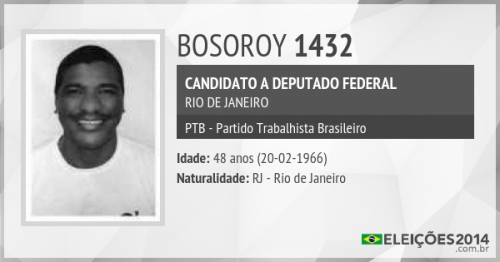 BOSOROY 1432
CANDIDATO A DEPUTADO FEDERAL
RIO DE JANEIRO
PTB - Partido Trabalhista Brasileiro
Idade: 48 anos (20-02-1966)
Naturalidade: RJ - Rio de Janeiro
ELEIÇÕES2014
.com.br